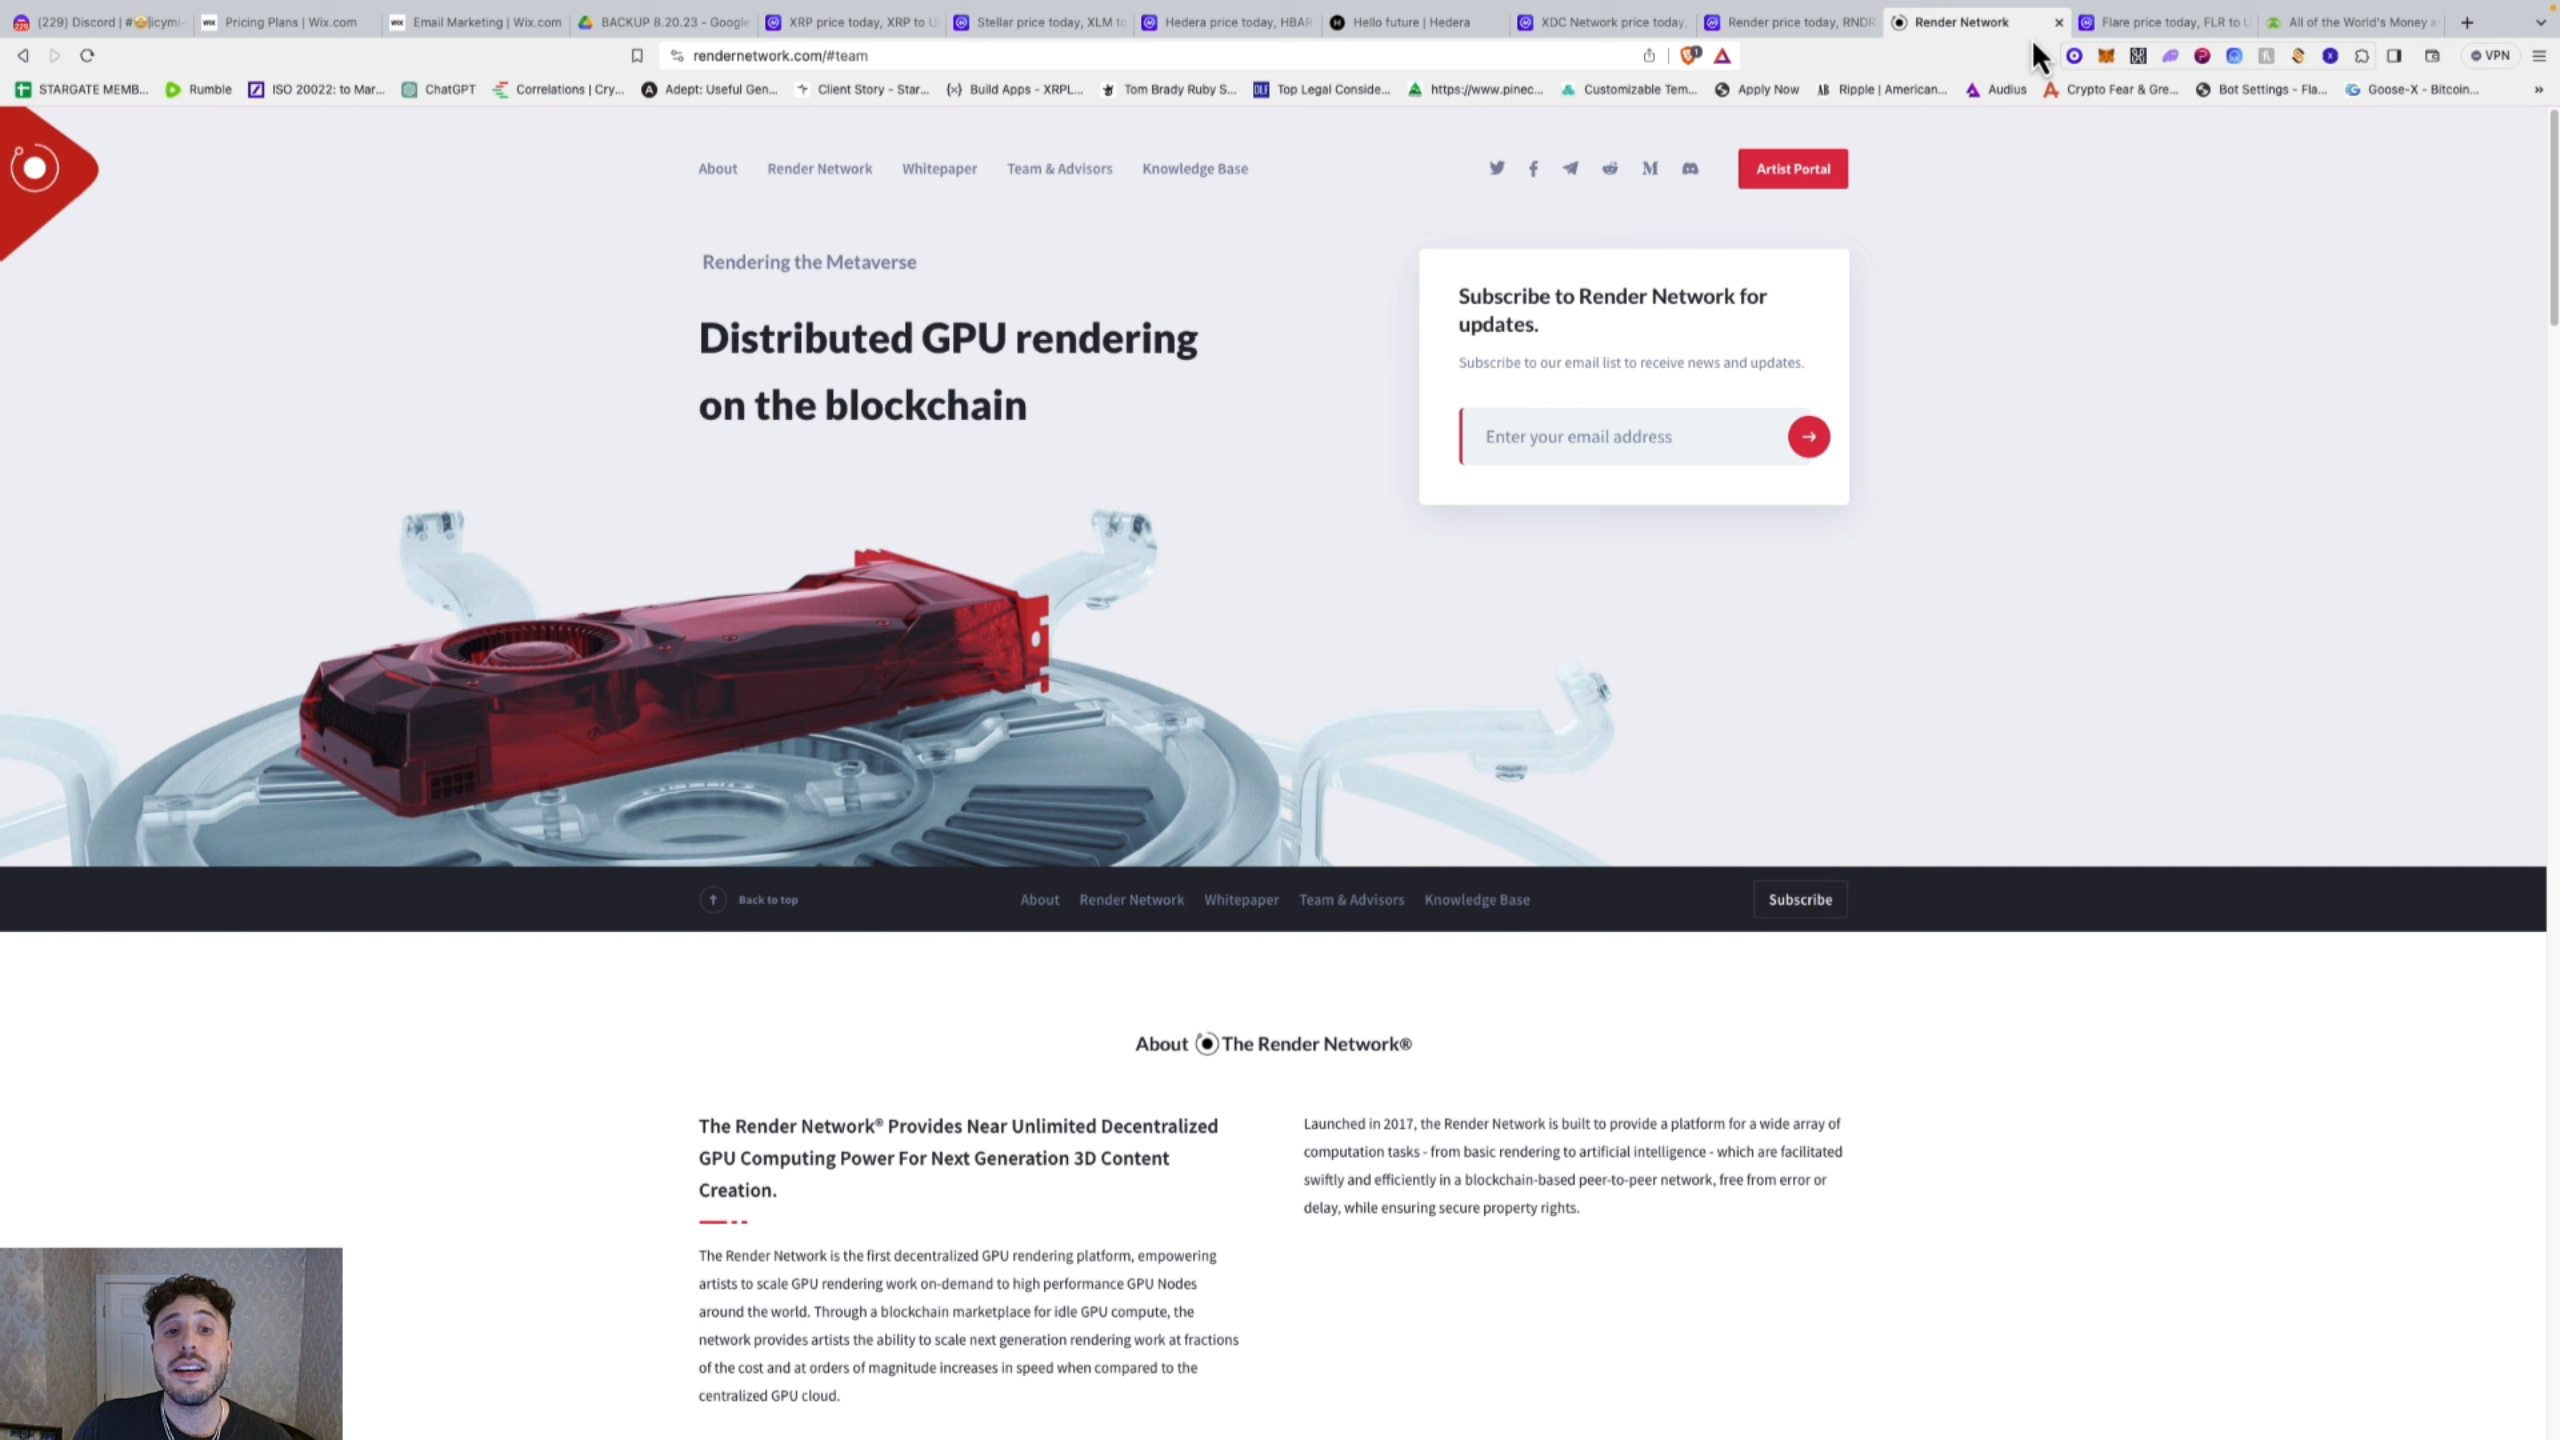 (229) Discord | #🤩|icymi-
Pricing Plans | Wix.com
Email Marketing | Wix.com
BACKUP 8.20.23 - Google
XRP price today, XRP to U
Stellar price today, XLM to
Hedera price today, HBAR
Hello future | Hedera
XDC Network price today,
Render price today, RNDR
Render Network
Flare price today, FLR to U
All of the World's Money a
rendernetwork.com/#team
VPN
STARGATE MEMB...
Rumble
ISO 20022: to Mar...
ChatGPT
Correlations | Cry...
Adept: Useful Gen...
Client Story - Star...
Build Apps - XRPL...
Tom Brady Ruby S...
Top Legal Conside...
https://www.pinec...
Customizable Tem...
Apply Now
Ripple | American...
Audius
Crypto Fear & Gre...
Bot Settings - Fla...
Goose-X - Bitcoin...
About
Render Network
Whitepaper
Team & Advisors
Knowledge Base
Artist Portal
Rendering the Metaverse
Distributed GPU rendering
on the blockchain
Subscribe to Render Network for
updates.
Subscribe to our email list to receive news and updates.
Enter your email address
Back to top
About
Render Network
Whitepaper
Team & Advisors
Knowledge Base
Subscribe
About The Render Network®
The Render Network® Provides Near Unlimited Decentralized
GPU Computing Power For Next Generation 3D Content
Creation.
The Render Network is the first decentralized GPU rendering platform, empowering
artists to scale GPU rendering work on-demand to high performance GPU Nodes
around the world. Through a blockchain marketplace for idle GPU compute, the
network provides artists the ability to scale next generation rendering work at fractions
of the cost and at orders of magnitude increases in speed when compared to the
centralized GPU cloud.
Launched in 2017, the Render Network is built to provide a platform for a wide array of
computation tasks - from basic rendering to artificial intelligence - which are facilitated
swiftly and efficiently in a blockchain-based peer-to-peer network, free from error or
delay, while ensuring secure property rights.